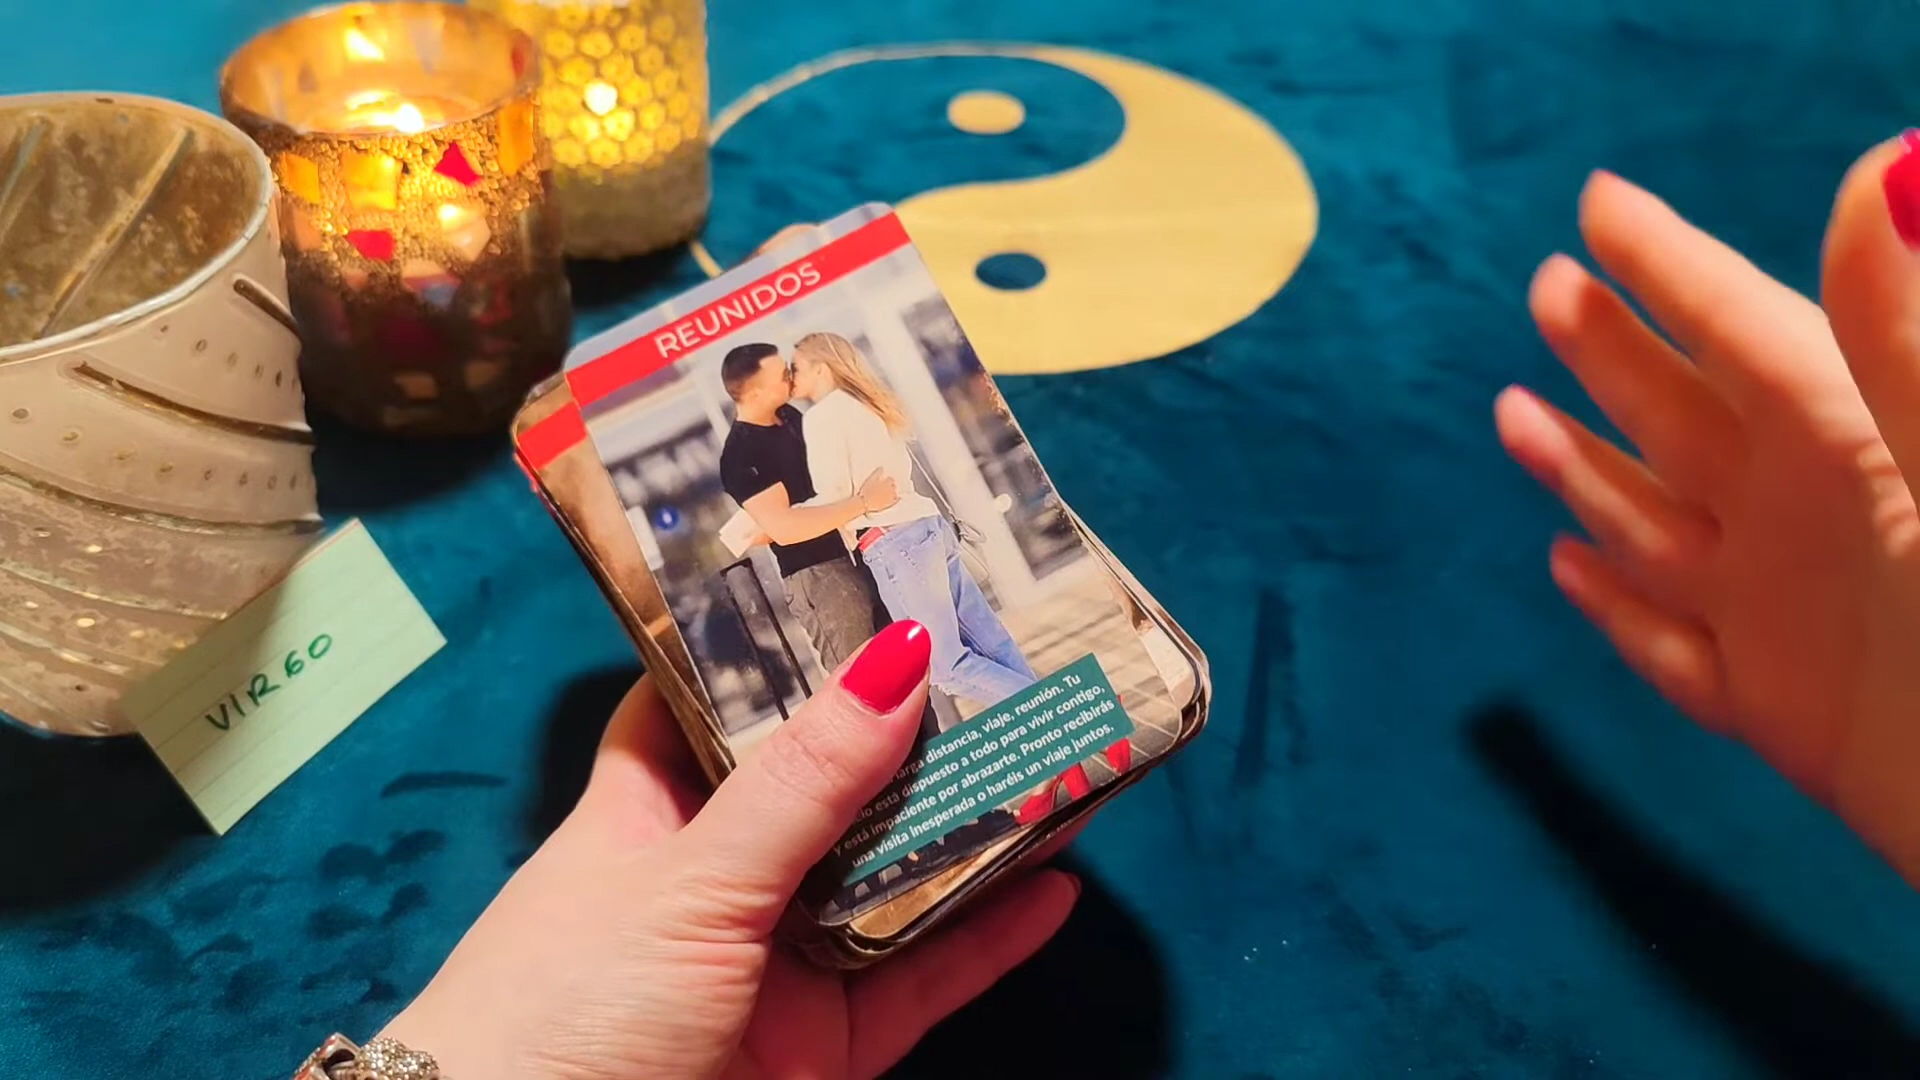 REUNIDOS
VIRGO
larga distancia, viaje, reunión. Tu
está dispuesto a todo para vivir contigo,
y está impaciente por abrazarte. Pronto recibirás
una visita inesperada o haréis un viaje juntos.